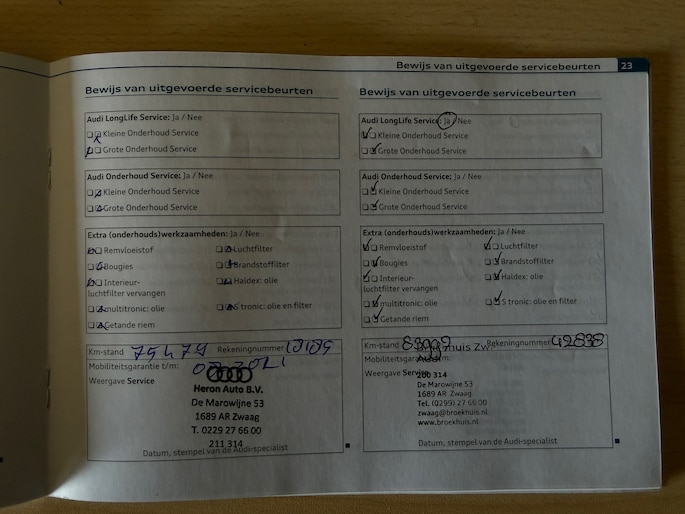 Bewijs van uitgevoerde servicebeurten 23
Bewijs van uitgevoerde servicebeurten
Audi LongLife Service: Ja / Nee
Kleine Onderhoud Service
Grote Onderhoud Service
Audi Onderhoud Service: Ja / Nee
Kleine Onderhoud Service
Grote Onderhoud Service
Extra (onderhouds)werkzaamheden: Ja / Nee
Remvloeistof Luchtfilter
Bougies Brandstoffilter
Interieur- Haldex: olie
luchtfilter vervangen
multitronic: olie S tronic: olie en filter
Getande riem
Km-stand 79479 Rekeningnummer
Mobiliteitsgarantie t/m:
Weergave Service
Heron Auto B.V.
De Marowijne 53
1689 AR Zwaag
T. 0229 27 66 00
211 314
Datum, stempel van de Audi-specialist
Bewijs van uitgevoerde servicebeurten
Audi LongLife Service: Ja / Nee
Kleine Onderhoud Service
Grote Onderhoud Service
Audi Onderhoud Service: Ja / Nee
Kleine Onderhoud Service
Grote Onderhoud Service
Extra (onderhouds)werkzaamheden: Ja / Nee
Remvloeistof Luchtfilter
Bougies Brandstoffilter
Interieur- Haldex: olie
luchtfilter vervangen
multitronic: olie S tronic: olie en filter
Getande riem
Km-stand Rekeningnummer 42838
Zw
Mobiliteitsgarantie t/m:
Weergave Service
200 314
De Marowijne 53
1689 AR Zwaag
Tel. (0299) 27 66 00
zwaag@broekhuis.nl
www.broekhuis.nl
Datum, stempel van de Audi-specialist